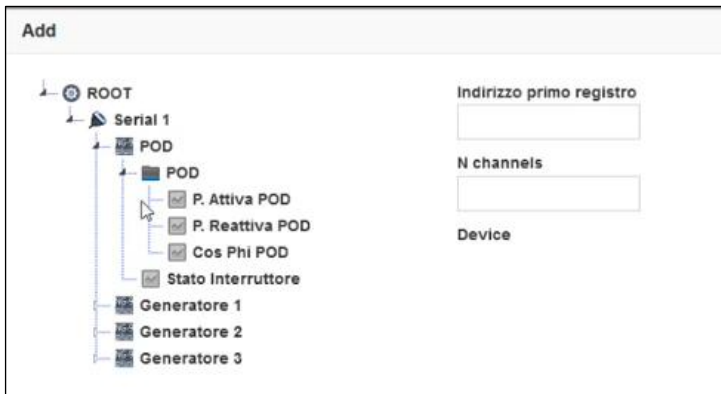 Add
ROOT
Serial 1
POD
POD
P. Attiva POD
P. Reattiva POD
Cos Phi POD
Stato Interruttore
Generatore 1
Generatore 2
Generatore 3
Indirizzo primo registro
N channels
Device